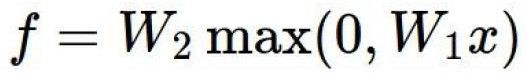 f = W₂ max(0, W₁x)